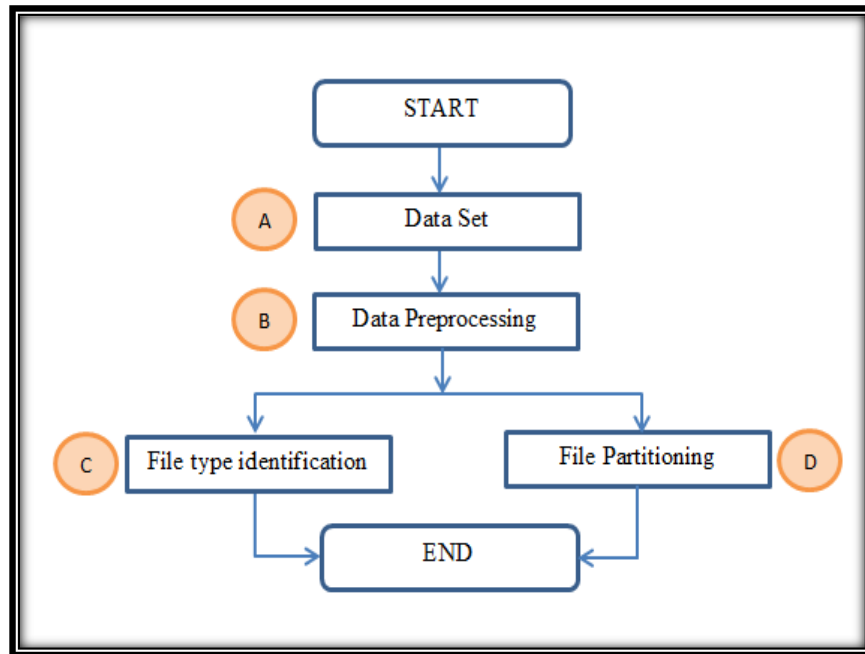 START
A
Data Set
B
Data Preprocessing
C
File type identification
File Partitioning
D
END